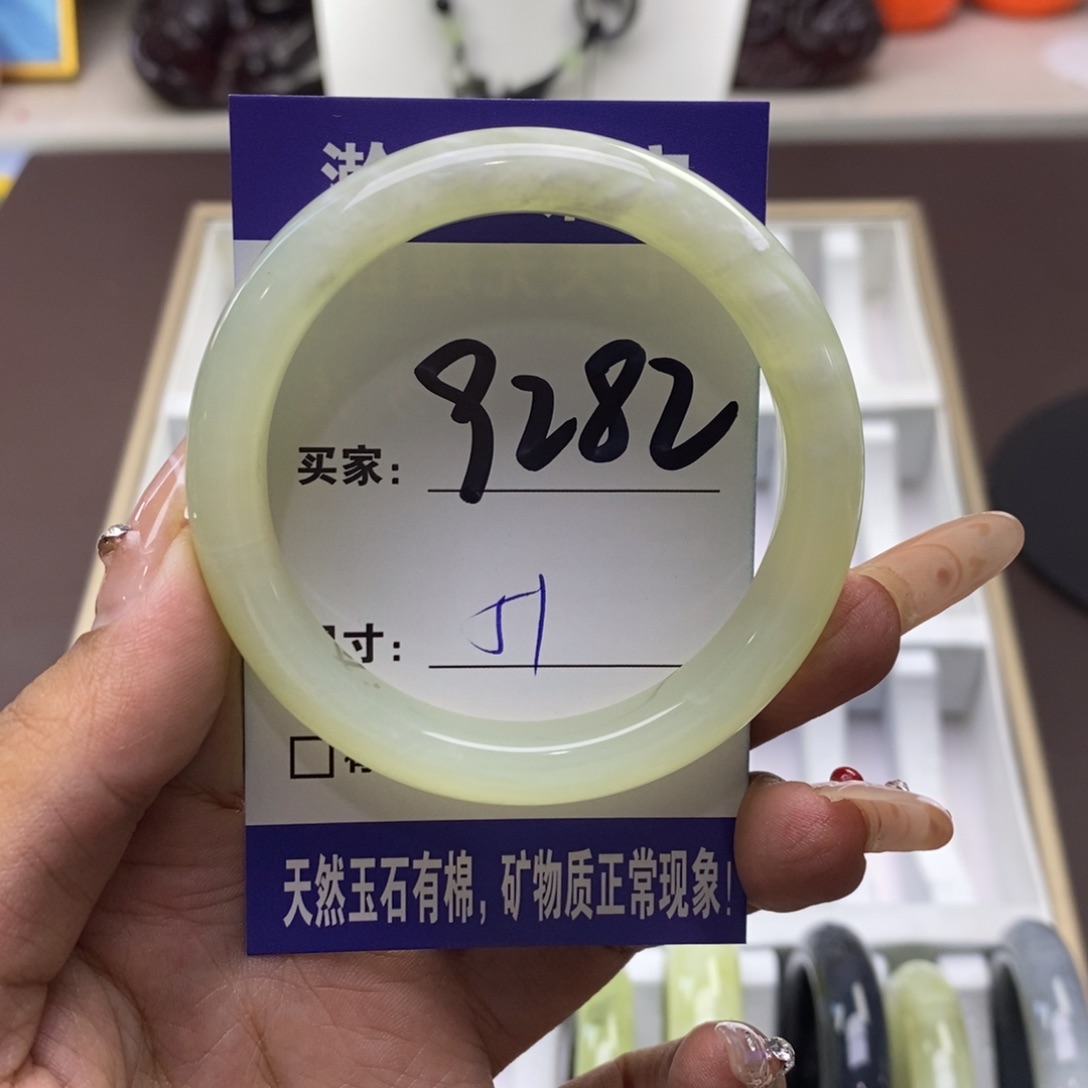 买家: 9282
寸: 51
天然玉石有棉, 矿物质正常现象!